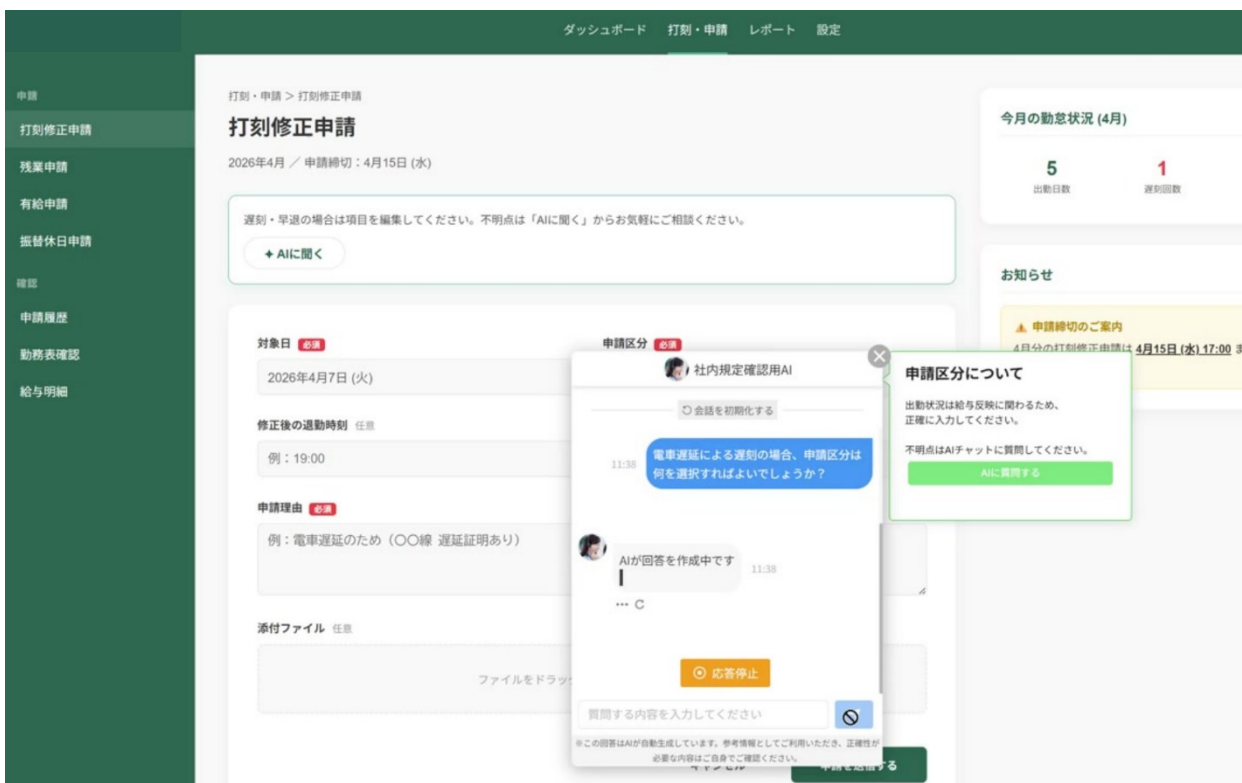 ダッシュボード 打刻・申請 レポート 設定
申請
打刻修正申請
残業申請
有給申請
振替休日申請
確認
申請履歴
勤務表確認
給与明細
打刻・申請 > 打刻修正申請
打刻修正申請
2026年4月 ／ 申請締切：4月15日 (水)
遅刻・早退の場合は項目を編集してください。不明点は「AIに聞く」からお気軽にご相談ください。
AIに聞く
対象日 必須
2026年4月7日 (火)
申請区分 必須
修正後の退勤時刻 任意
例：19:00
申請理由 必須
例：電車遅延のため（〇〇線 遅延証明あり）
添付ファイル 任意
ファイルをドラッ
社内規定確認用AI
会話を初期化する
電車遅延による遅刻の場合、申請区分は
何を選択すればよいでしょうか？
11:38
AIが回答を作成中です
11:38
応答停止
質問する内容を入力してください
※この回答はAIが自動生成しています。参考情報としてご利用いただき、正確性が
必要な内容はご自身でご確認ください。
申請区分について
出勤状況は給与反映に関わるため、
正確に入力してください。
不明点はAIチャットに質問してください。
AIに質問する
今月の勤怠状況 (4月)
5
出勤日数
1
遅刻回数
お知らせ
申請締切のご案内
4月分の打刻修正申請は 4月15日 (水) 17:00 ま
キャンセル
申請を送信する